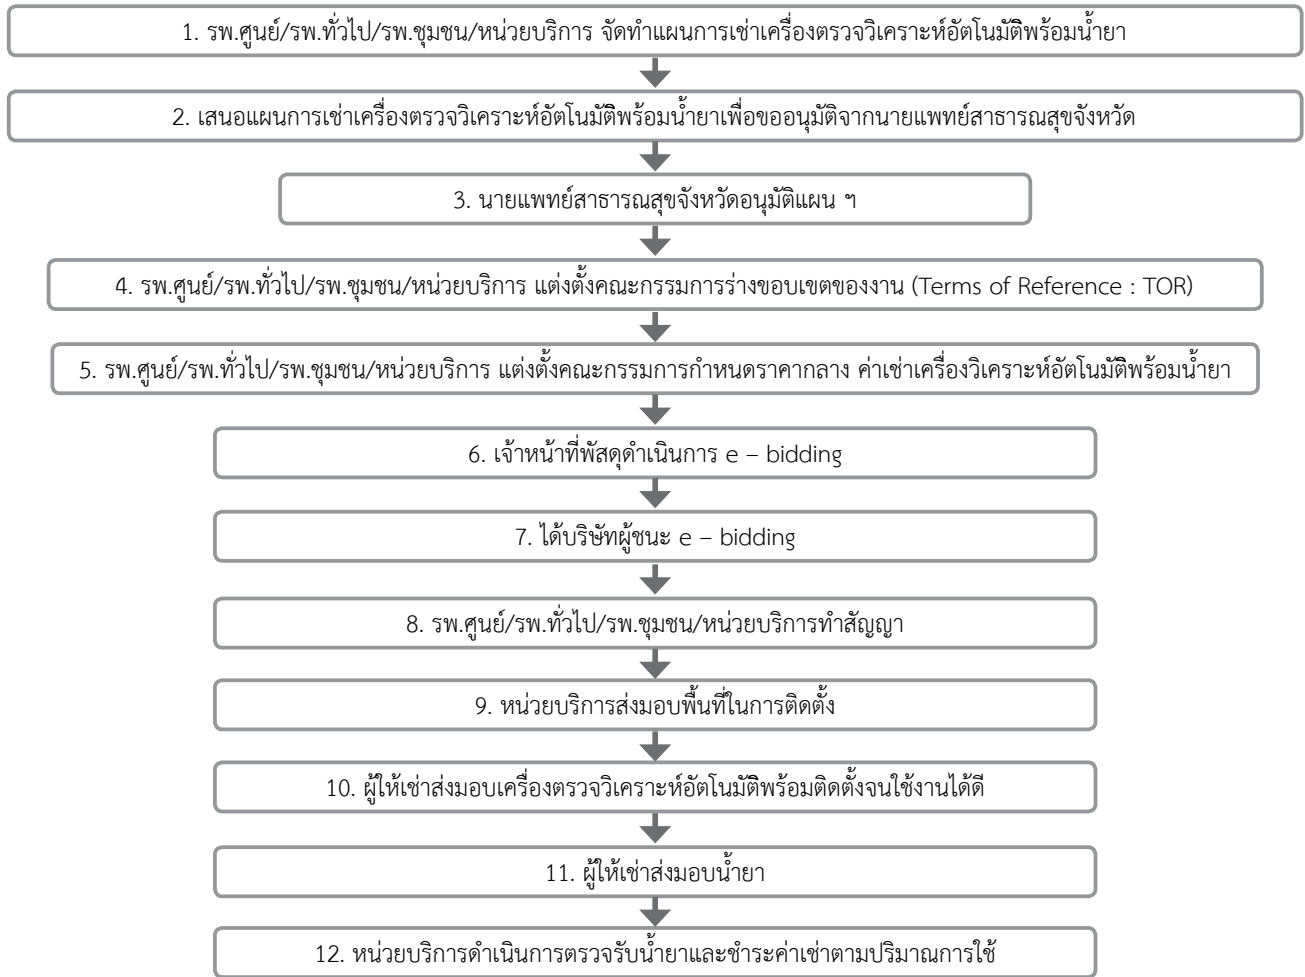 1. รพ.ศูนย์/รพ.ทั่วไป/รพ.ชุมชน/หน่วยบริการ จัดทำแผนการเช่าเครื่องตรวจวิเคราะห์อัตโนมัติพร้อมน้ำยา
2. เสนอแผนการเช่าเครื่องตรวจวิเคราะห์อัตโนมัติพร้อมน้ำยาเพื่อขออนุมัติจากนายแพทย์สาธารณสุขจังหวัด
3. นายแพทย์สาธารณสุขจังหวัดอนุมัติแผน ฯ
4. รพ.ศูนย์/รพ.ทั่วไป/รพ.ชุมชน/หน่วยบริการ แต่งตั้งคณะกรรมการร่างขอบเขตของงาน (Terms of Reference : TOR)
5. รพ.ศูนย์/รพ.ทั่วไป/รพ.ชุมชน/หน่วยบริการ แต่งตั้งคณะกรรมการกำหนดราคากลาง ค่าเช่าเครื่องวิเคราะห์อัตโนมัติพร้อมน้ำยา
6. เจ้าหน้าที่พัสดุดำเนินการ e – bidding
7. ได้บริษัทผู้ชนะ e – bidding
8. รพ.ศูนย์/รพ.ทั่วไป/รพ.ชุมชน/หน่วยบริการทำสัญญา
9. หน่วยบริการส่งมอบพื้นที่ในการติดตั้ง
10. ผู้ให้เช่าส่งมอบเครื่องตรวจวิเคราะห์อัตโนมัติพร้อมติดตั้งจนใช้งานได้ดี
11. ผู้ให้เช่าส่งมอบน้ำยา
12. หน่วยบริการดำเนินการตรวจรับน้ำยาและชำระค่าเช่าตามปริมาณการใช้